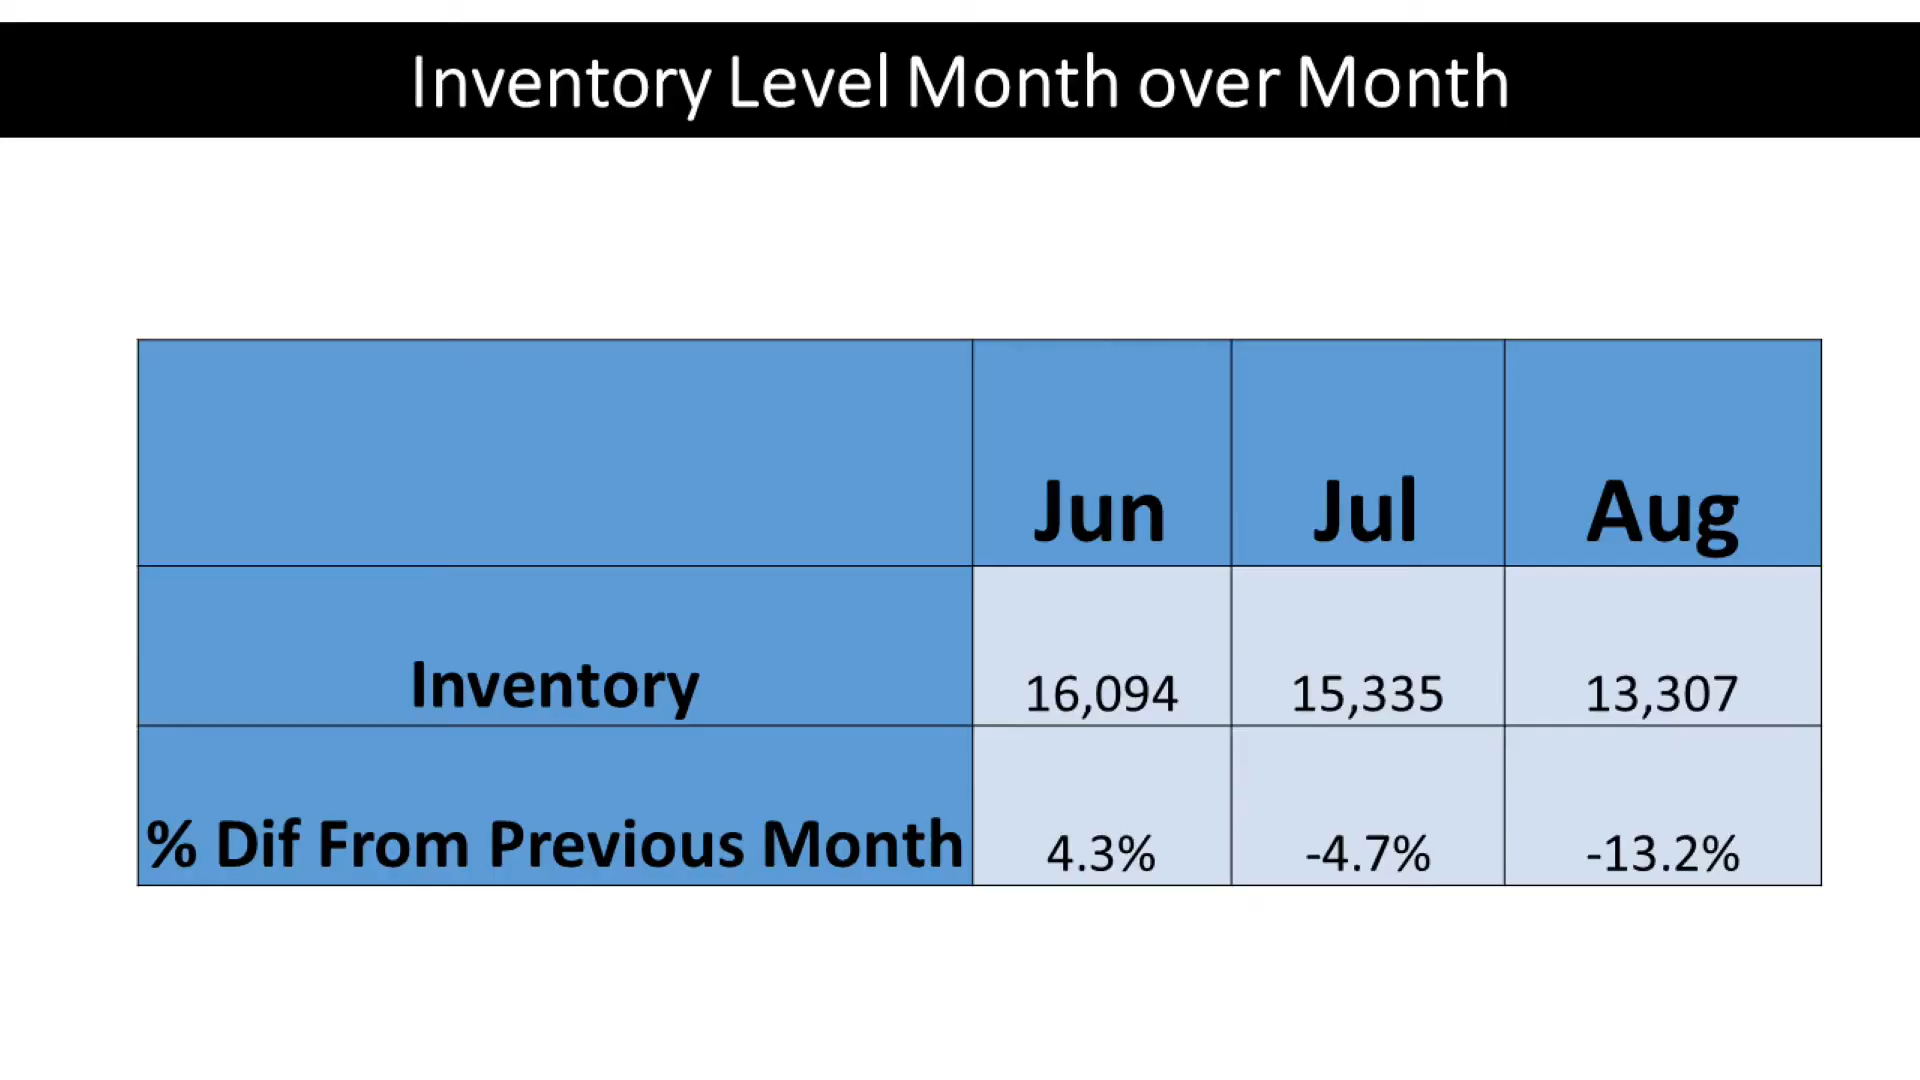 Inventory Level Month over Month
Jun Jul Aug
Inventory 16,094 15,335 13,307
% Dif From Previous Month 4.3% -4.7% -13.2%